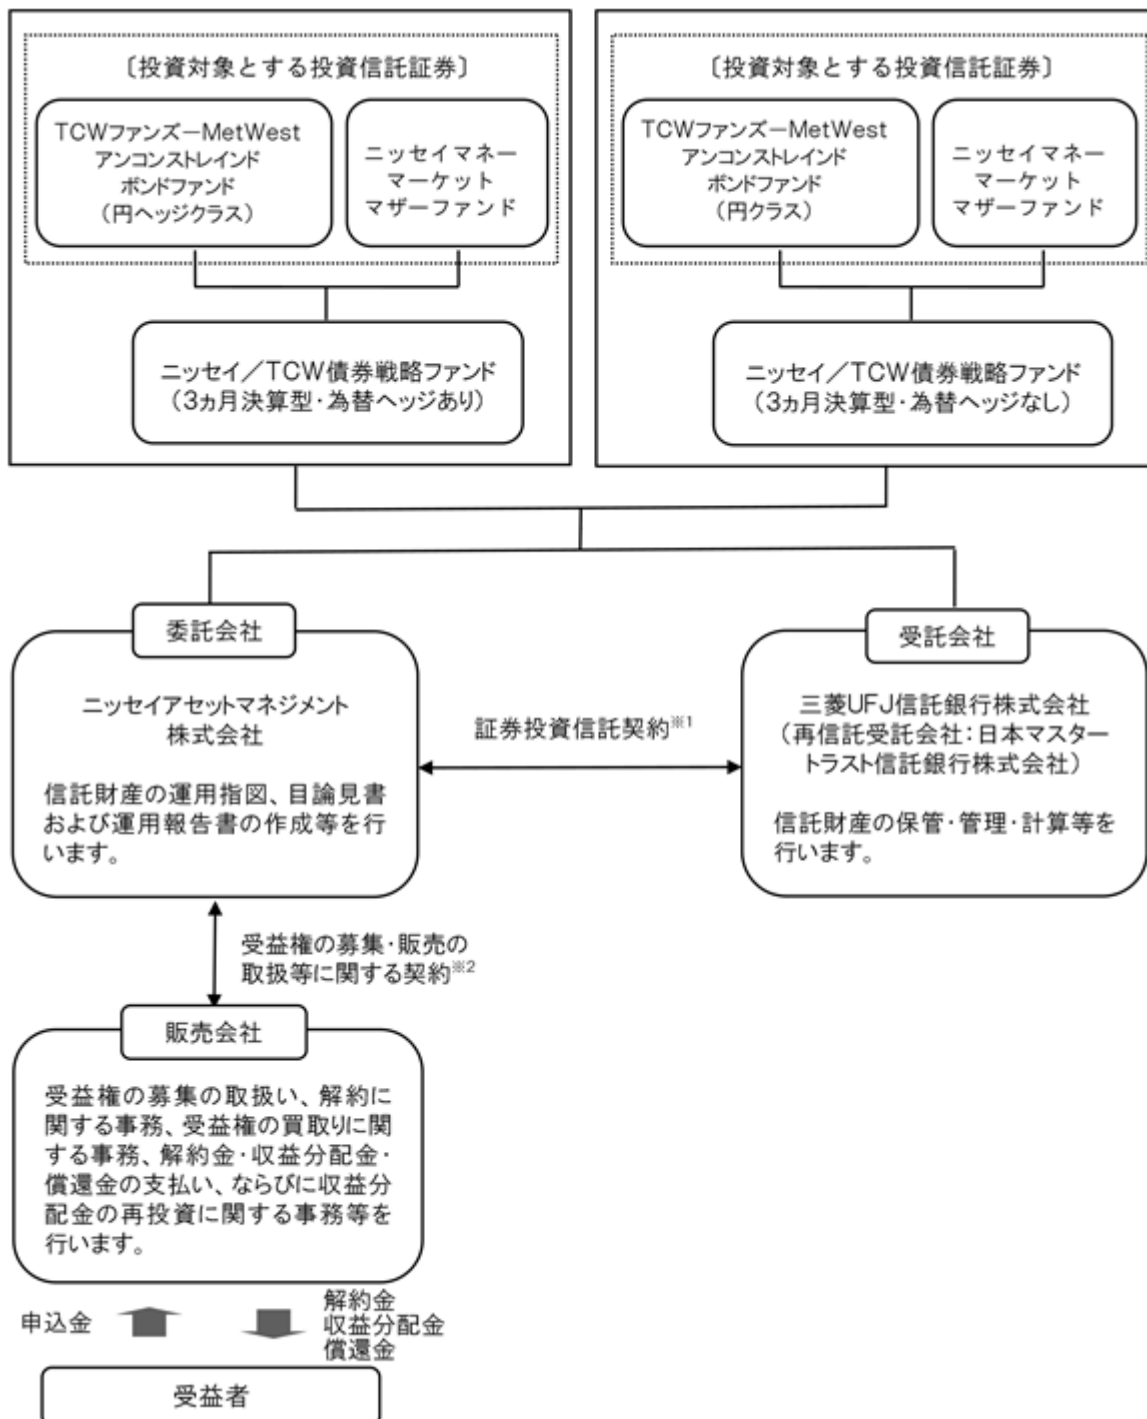 〔投資対象とする投資信託証券〕
TCWファンズーMetWest
アンコンストレインド
ボンドファンド
（円ヘッジクラス）
ニッセイマネー
マーケット
マザーファンド
ニッセイ／TCW債券戦略ファンド
（3ヵ月決算型・為替ヘッジあり）
〔投資対象とする投資信託証券〕
TCWファンズーMetWest
アンコンストレインド
ボンドファンド
（円クラス）
ニッセイマネー
マーケット
マザーファンド
ニッセイ／TCW債券戦略ファンド
（3ヵ月決算型・為替ヘッジなし）
委託会社
ニッセイアセットマネジメント
株式会社
信託財産の運用指図、目論見書
および運用報告書の作成等を行
います。
証券投資信託契約※1
受託会社
三菱UFJ信託銀行株式会社
（再信託受託会社：日本マスター
トラスト信託銀行株式会社）
信託財産の保管・管理・計算等を
行います。
受益権の募集・販売の
取扱等に関する契約※2
販売会社
受益権の募集の取扱い、解約に
関する事務、受益権の買取りに関
する事務、解約金・収益分配金・
償還金の支払い、ならびに収益分
配金の再投資に関する事務等を
行います。
申込金
解約金
収益分配金
償還金
受益者